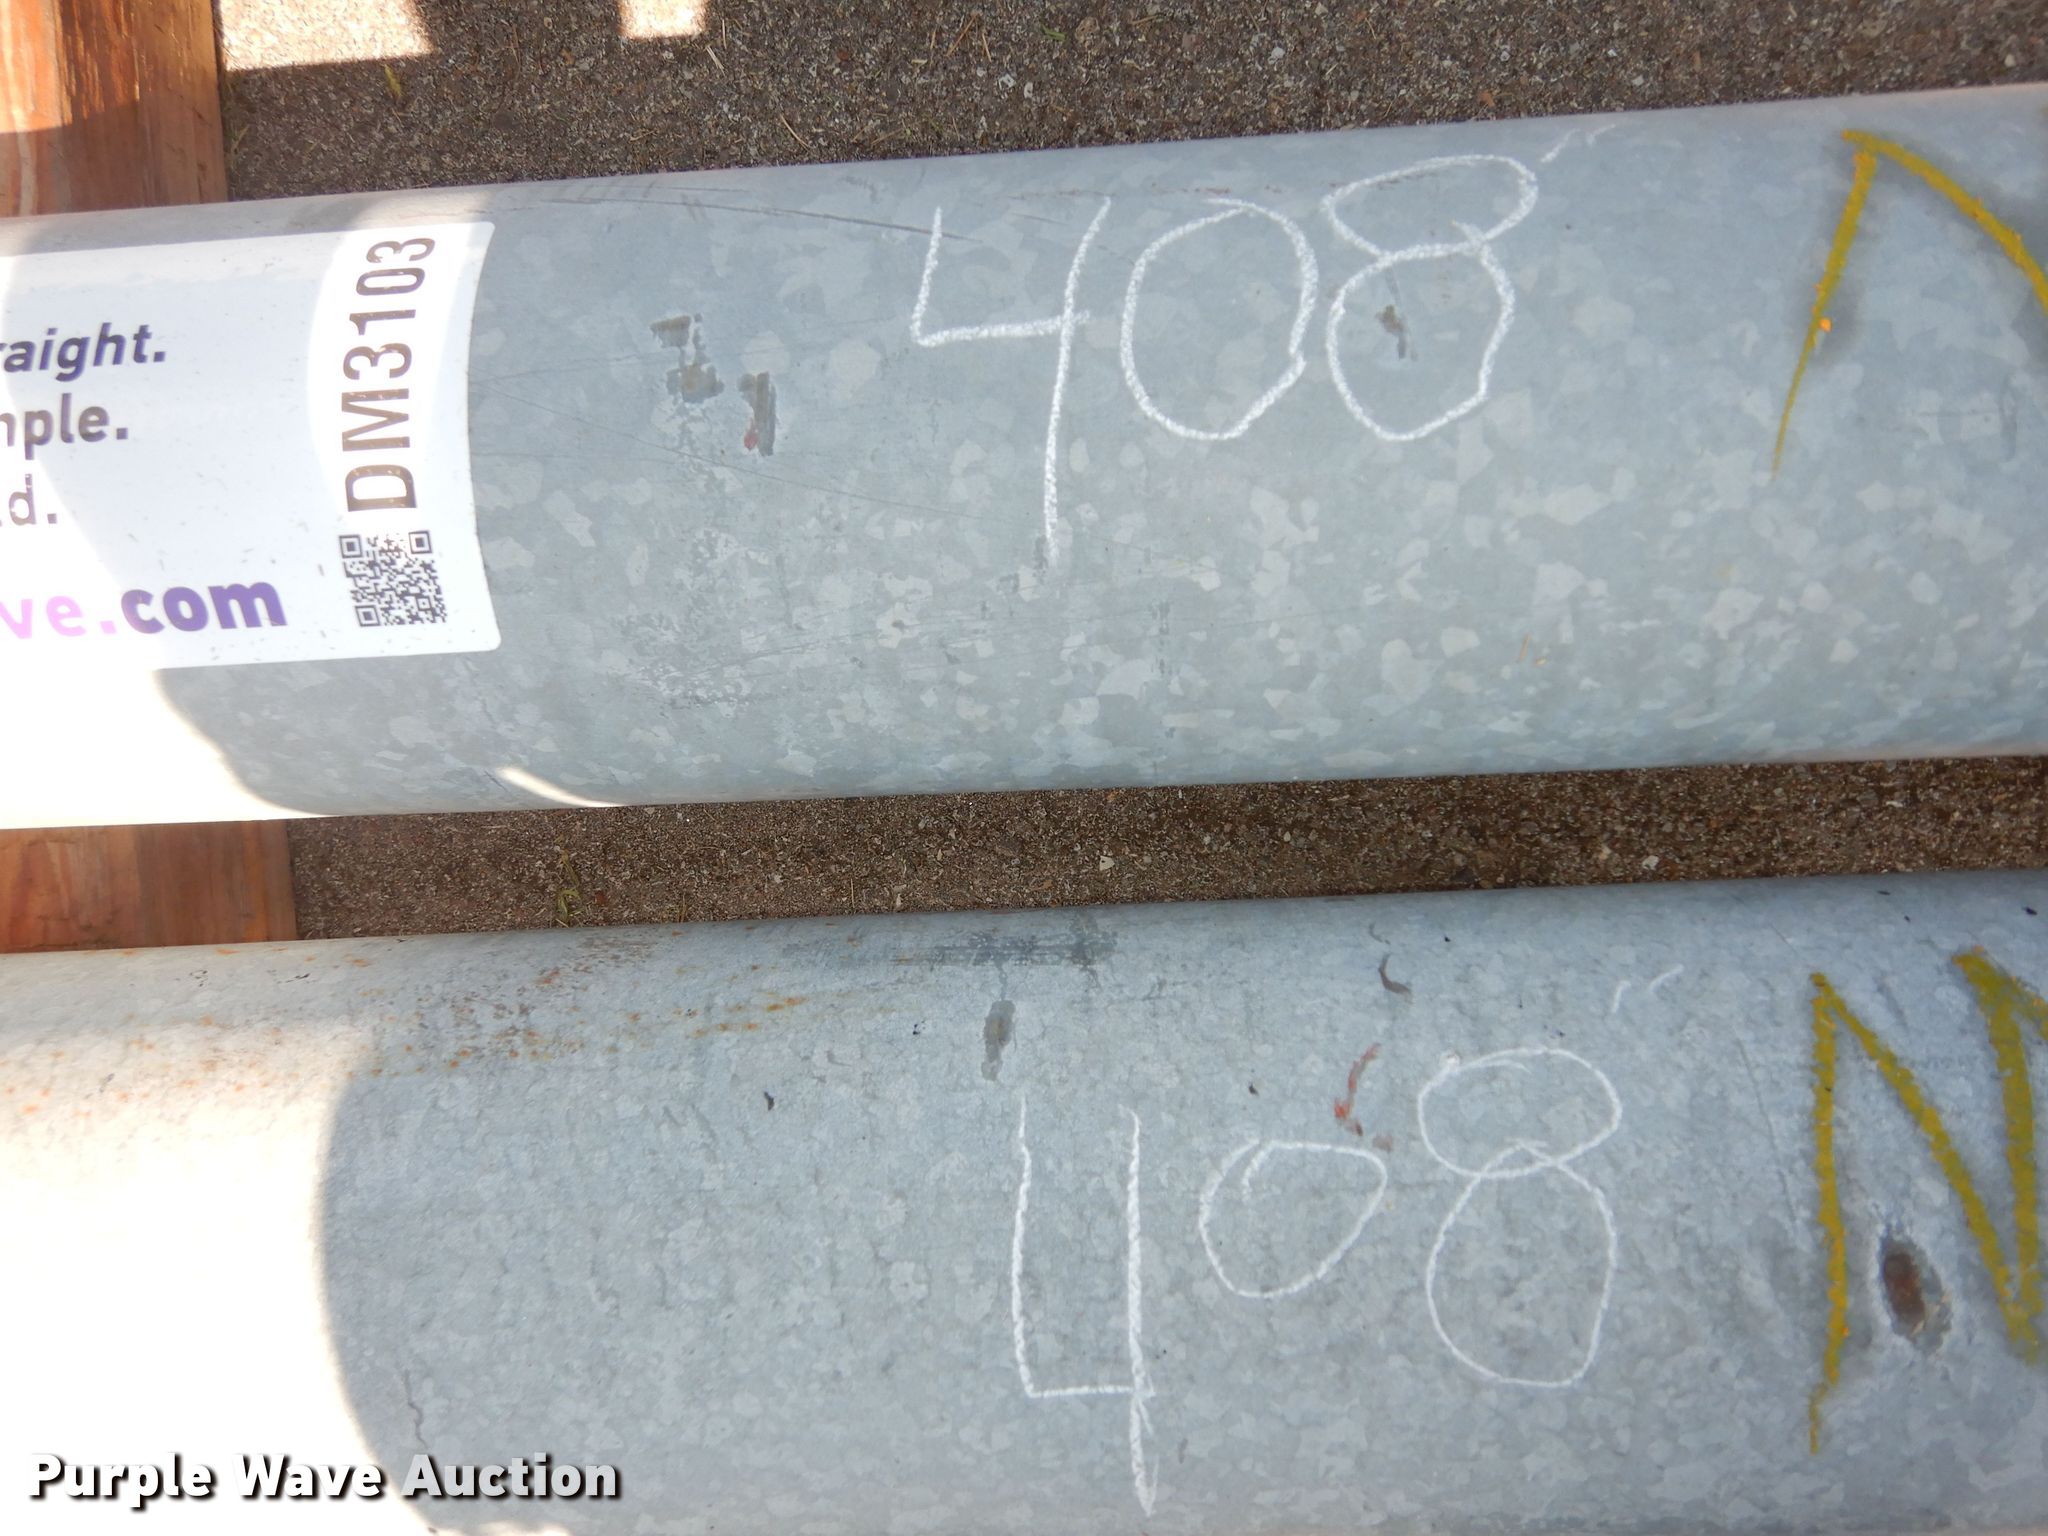 408"
N
DM3103
raight.
mple.
d.
ve.com
408"
N
Purple Wave Auction